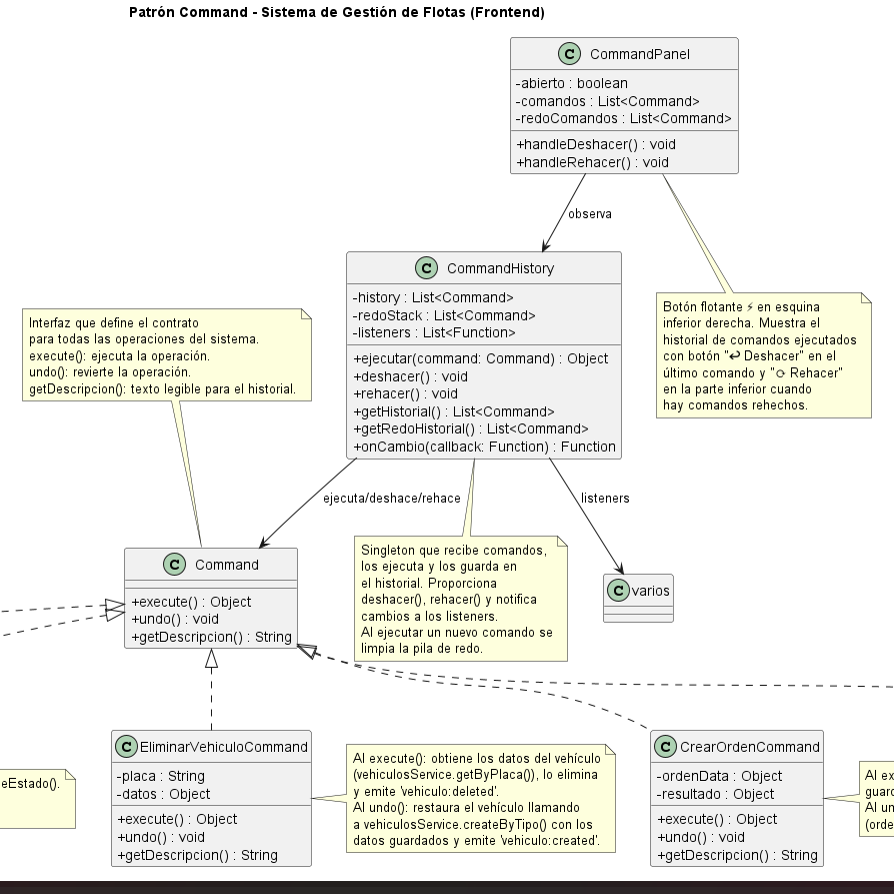 Patrón Command - Sistema de Gestión de Flotas (Frontend)
C CommandPanel
-abierto : boolean
-comandos : List<Command>
-redoComandos : List<Command>
+handleDeshacer() : void
+handleRehacer() : void
observa
C CommandHistory
-history : List<Command>
-redoStack : List<Command>
-listeners : List<Function>
+ejecutar(command: Command) : Object
+deshacer() : void
+rehacer() : void
+getHistorial() : List<Command>
+getRedoHistorial() : List<Command>
+onCambio(callback: Function) : Function
Interfaz que define el contrato
para todas las operaciones del sistema.
execute(): ejecuta la operación.
undo(): revierte la operación.
getDescripcion(): texto legible para el historial.
Botón flotante ⚡ en esquina
inferior derecha. Muestra el
historial de comandos ejecutados
con botón "↩ Deshacer" en el
último comando y "⟳ Rehacer"
en la parte inferior cuando
hay comandos rehechos.
ejecuta/deshace/rehace
listeners
C Command
+execute() : Object
+undo() : void
+getDescripcion() : String
Singleton que recibe comandos,
los ejecuta y los guarda en
el historial. Proporciona
deshacer(), rehacer() y notifica
cambios a los listeners.
Al ejecutar un nuevo comando se
limpia la pila de redo.
C varios
eEstado().
C EliminarVehiculoCommand
-placa : String
-datos : Object
+execute() : Object
+undo() : void
+getDescripcion() : String
Al execute(): obtiene los datos del vehículo
(vehiculosService.getByPlaca()), lo elimina
y emite 'vehiculo:deleted'.
Al undo(): restaura el vehículo llamando
a vehiculosService.createByTipo() con los
datos guardados y emite 'vehiculo:created'.
C CrearOrdenCommand
-ordenData : Object
-resultado : Object
+execute() : Object
+undo() : void
+getDescripcion() : String
Al ex
guard
Al un
(orde